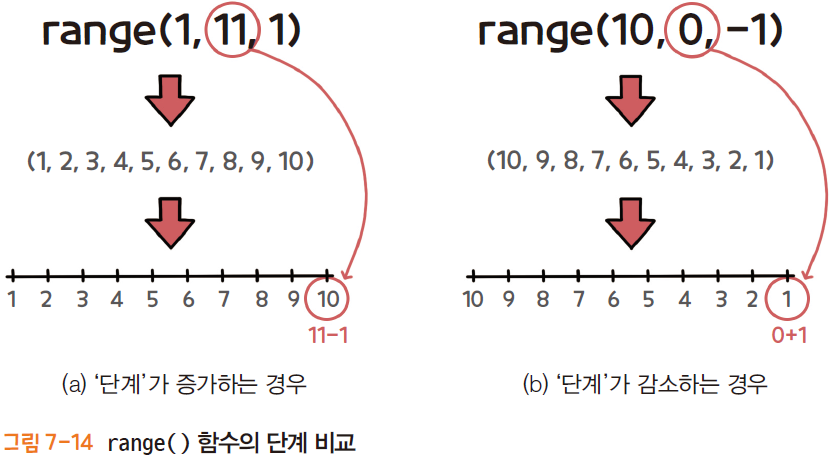 range(1, 11, 1)
(1, 2, 3, 4, 5, 6, 7, 8, 9, 10)
1 2 3 4 5 6 7 8 9 10
11-1
(a) ‘단계’가 증가하는 경우
range(10, 0, -1)
(10, 9, 8, 7, 6, 5, 4, 3, 2, 1)
10 9 8 7 6 5 4 3 2 1
0+1
(b) ‘단계’가 감소하는 경우
그림 7-14 range() 함수의 단계 비교